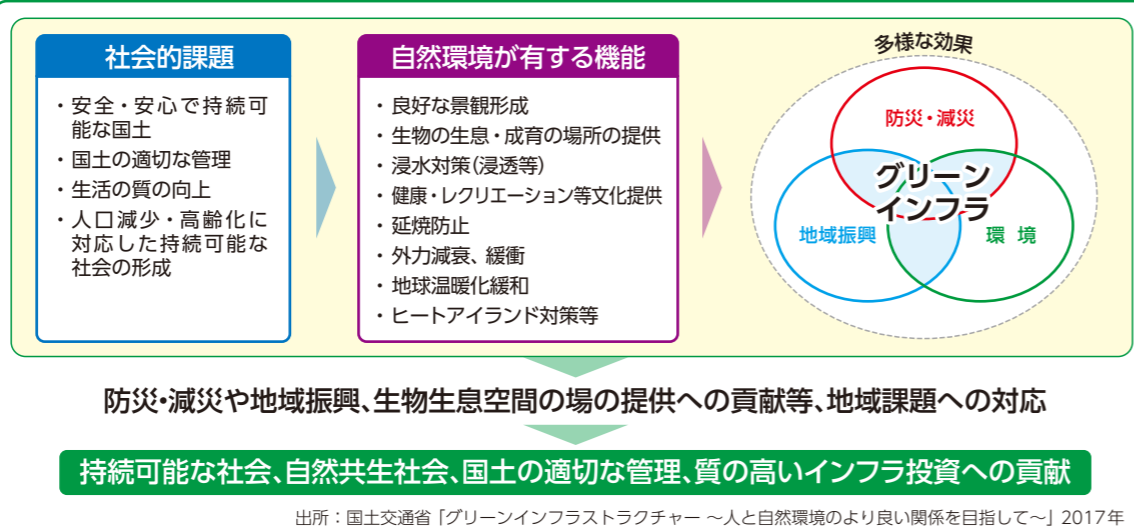 社会的課題
・安全・安心で持続可
能な国土
・国土の適切な管理
・生活の質の向上
・人口減少・高齢化に
対応した持続可能な
社会の形成
自然環境が有する機能
・良好な景観形成
・生物の生息・成育の場所の提供
・浸水対策(浸透等)
・健康・レクリエーション等文化提供
・延焼防止
・外力減衰、緩衝
・地球温暖化緩和
・ヒートアイランド対策等
多様な効果
防災・減災
グリーン
インフラ
地域振興
環 境
防災・減災や地域振興、生物生息空間の場の提供への貢献等、地域課題への対応
持続可能な社会、自然共生社会、国土の適切な管理、質の高いインフラ投資への貢献
出所：国土交通省「グリーンインフラストラクチャー ～人と自然環境のより良い関係を目指して～」2017年